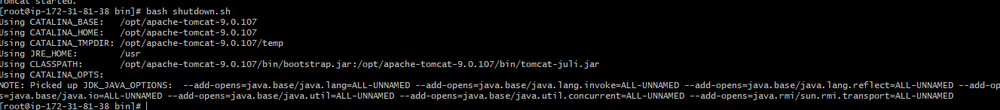 Tomcat started.
[root@ip-172-31-81-38 bin]# bash shutdown.sh
Using CATALINA_BASE:   /opt/apache-tomcat-9.0.107
Using CATALINA_HOME:   /opt/apache-tomcat-9.0.107
Using CATALINA_TMPDIR: /opt/apache-tomcat-9.0.107/temp
Using JRE_HOME:        /usr
Using CLASSPATH:       /opt/apache-tomcat-9.0.107/bin/bootstrap.jar:/opt/apache-tomcat-9.0.107/bin/tomcat-juli.jar
Using CATALINA_OPTS:
NOTE: Picked up JDK_JAVA_OPTIONS:  --add-opens=java.base/java.lang=ALL-UNNAMED --add-opens=java.base/java.lang.invoke=ALL-UNNAMED --add-opens=java.base/java.lang.reflect=ALL-UNNAMED --add-op
s=java.base/java.io=ALL-UNNAMED --add-opens=java.base/java.util=ALL-UNNAMED --add-opens=java.base/java.util.concurrent=ALL-UNNAMED --add-opens=java.rmi/sun.rmi.transport=ALL-UNNAMED
[root@ip-172-31-81-38 bin]#